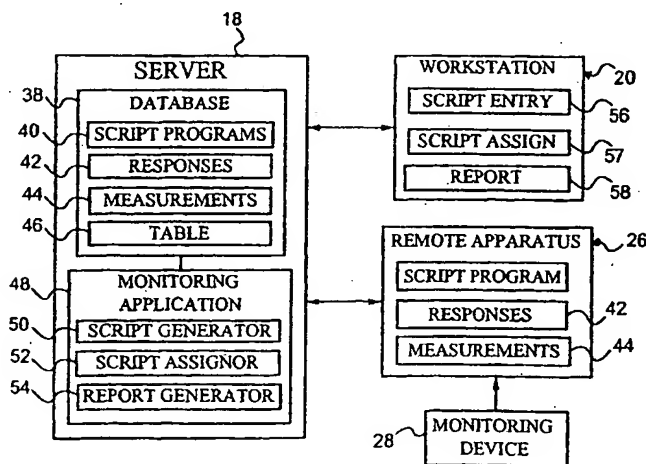 18
SERVER
38
DATABASE
40
SCRIPT PROGRAMS
42
RESPONSES
44
MEASUREMENTS
46
TABLE
48
MONITORING
APPLICATION
50
SCRIPT GENERATOR
52
SCRIPT ASSIGNOR
54
REPORT GENERATOR
WORKSTATION
20
SCRIPT ENTRY
56
SCRIPT ASSIGN
57
REPORT
58
REMOTE APPARATUS
26
SCRIPT PROGRAM
RESPONSES
42
MEASUREMENTS
44
28
MONITORING
DEVICE